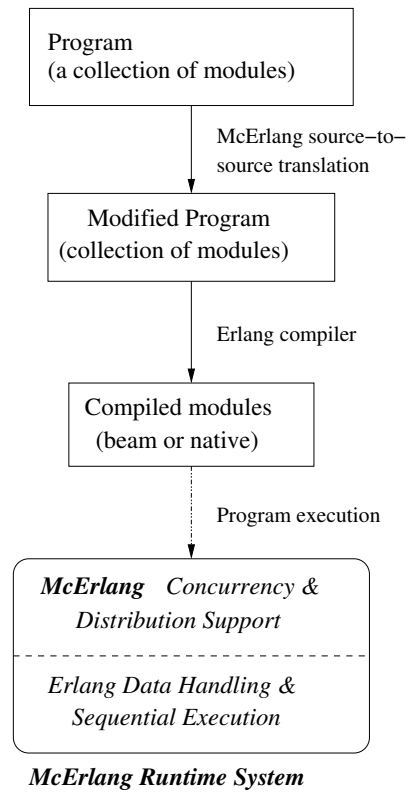 Program
(a collection of modules)
McErlang source−to−
source translation
Modified Program
(collection of modules)
Erlang compiler
Compiled modules
(beam or native)
Program execution
McErlang Concurrency &
Distribution Support
Erlang Data Handling &
Sequential Execution
McErlang Runtime System